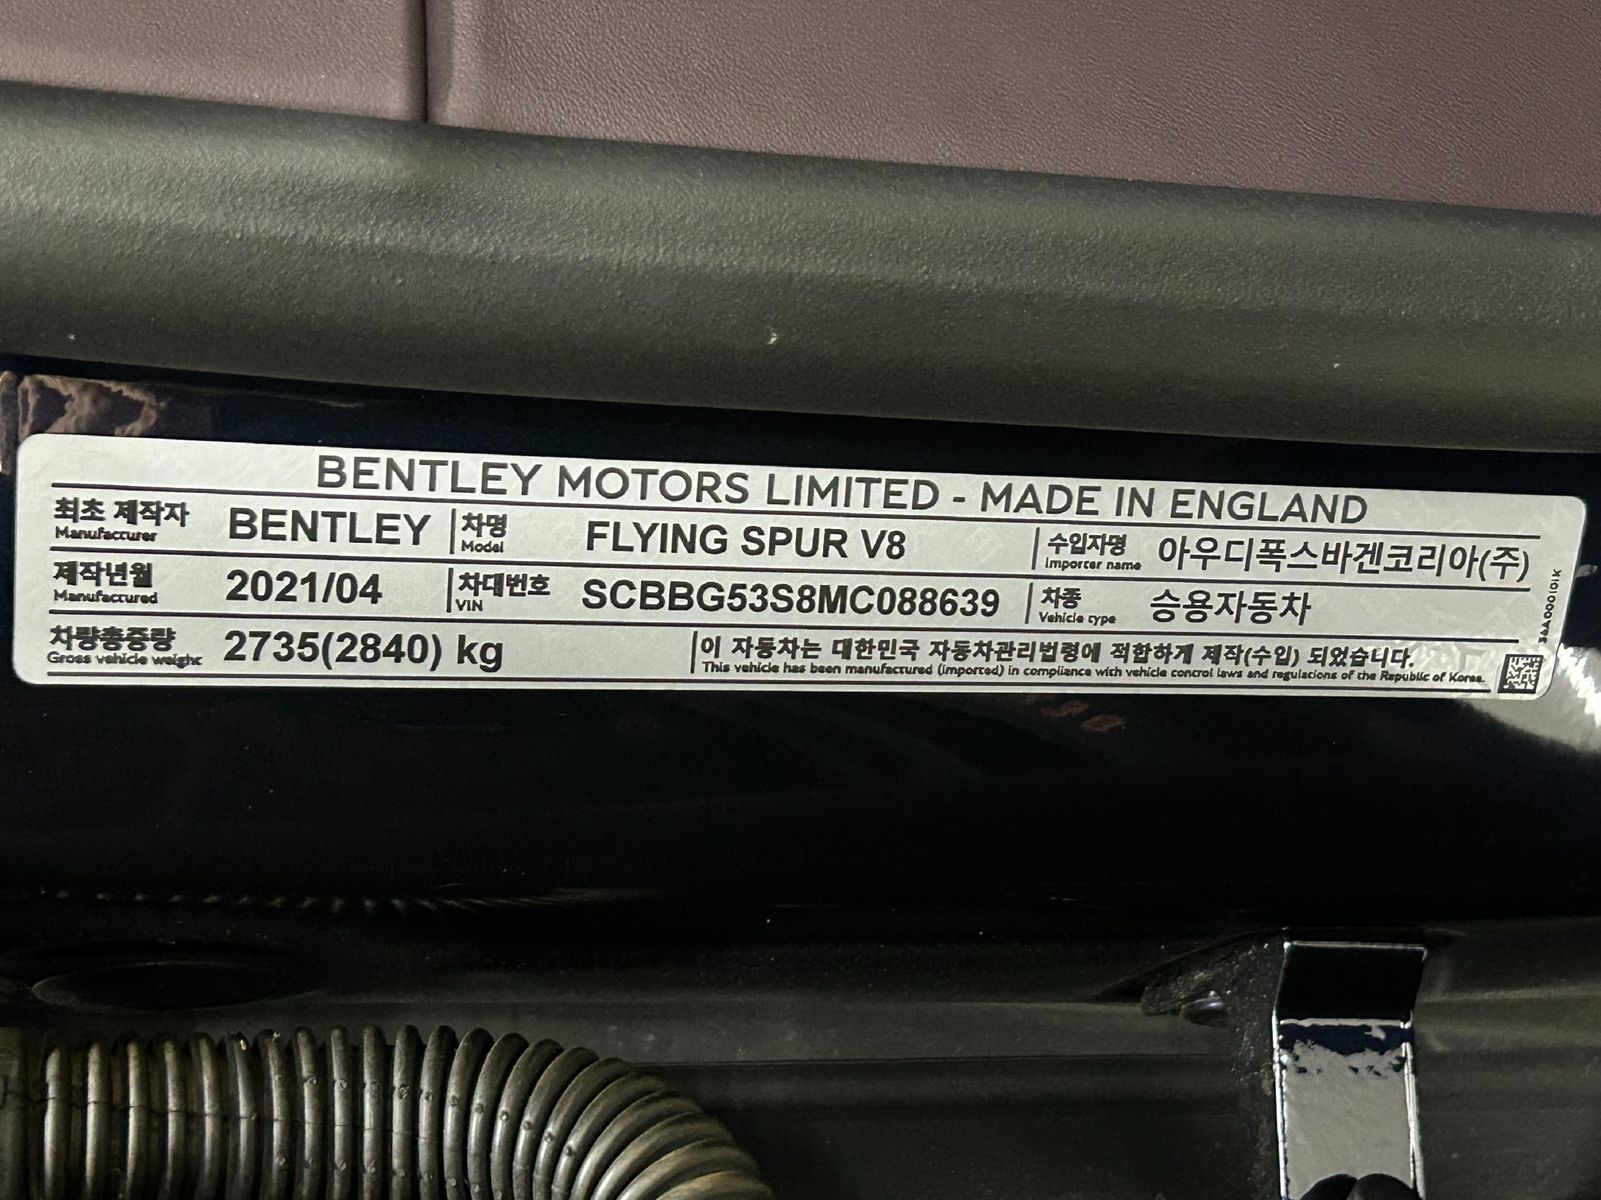 BENTLEY MOTORS LIMITED - MADE IN ENGLAND
최초 제작자 BENTLEY 차명 FLYING SPUR V8 수입자명 아우디폭스바겐코리아(주)
Manufacturer Model Importer name
제작년월 2021/04 차대번호 SCBBG53S8MC088639 차종 승용자동차
Manufactured VIN Vehicle type
차량총중량 2735(2840) kg 이 자동차는 대한민국 자동차관리법령에 적합하게 제작(수입) 되었습니다.
Gross vehicle weight This vehicle has been manufactured (imported) in compliance with vehicle control laws and regulations of the Republic of Korea.